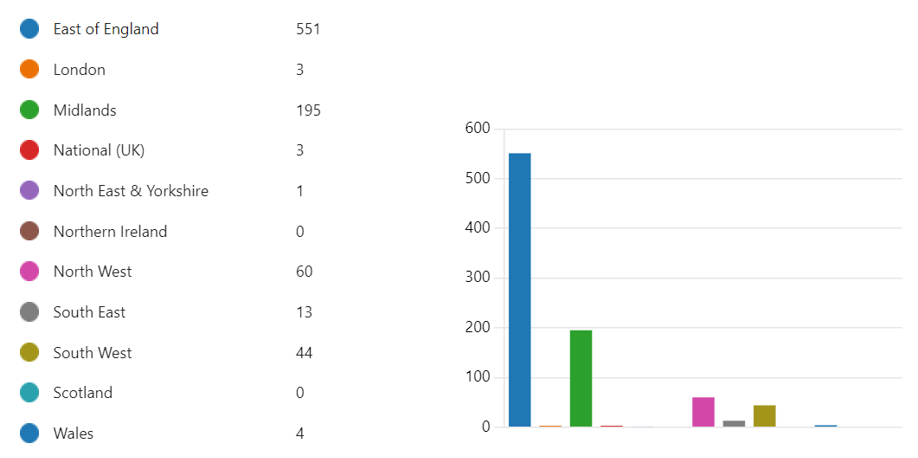 East of England 551
London 3
Midlands 195
National (UK) 3
North East & Yorkshire 1
Northern Ireland 0
North West 60
South East 13
South West 44
Scotland 0
Wales 4
600
500
400
300
200
100
0